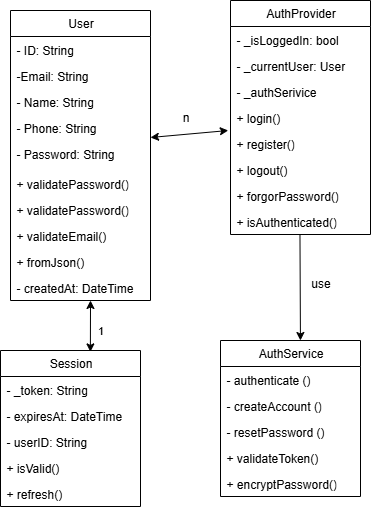 User
- ID: String
-Email: String
- Name: String
- Phone: String
- Password: String
+ validatePassword()
+ validatePassword()
+ validateEmail()
+ fromJson()
- createdAt: DateTime
n
AuthProvider
- _isLoggedIn: bool
- _currentUser: User
- _authSerivice
+ login()
+ register()
+ logout()
+ forgorPassword()
+ isAuthenticated()
1
use
Session
- _token: String
- expiresAt: DateTime
- userID: String
+ isValid()
+ refresh()
AuthService
- authenticate ()
- createAccount ()
- resetPassword ()
+ validateToken()
+ encryptPassword()